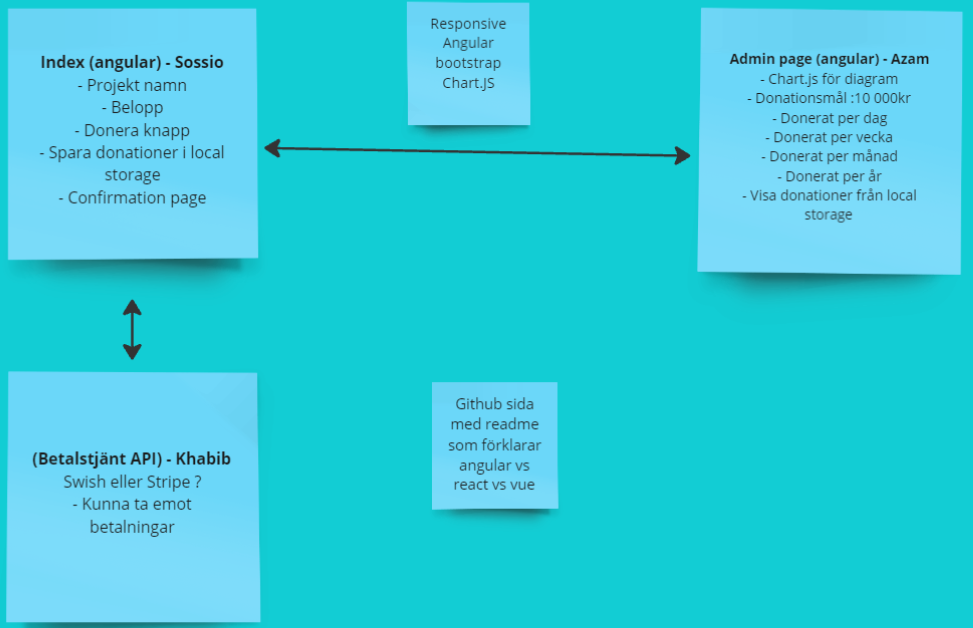 Index (angular) - Sossio
- Projekt namn
- Belopp
- Donera knapp
- Spara donationer i local
storage
- Confirmation page
Responsive
Angular
bootstrap
Chart.JS
Admin page (angular) - Azam
- Chart.js för diagram
- Donationsmål :10 000kr
- Donerat per dag
- Donerat per vecka
- Donerat per månad
- Donerat per år
- Visa donationer från local
storage
(Betalstjänt API) - Khabib
Swish eller Stripe ?
- Kunna ta emot
betalningar
Github sida
med readme
som förklarar
angular vs
react vs vue